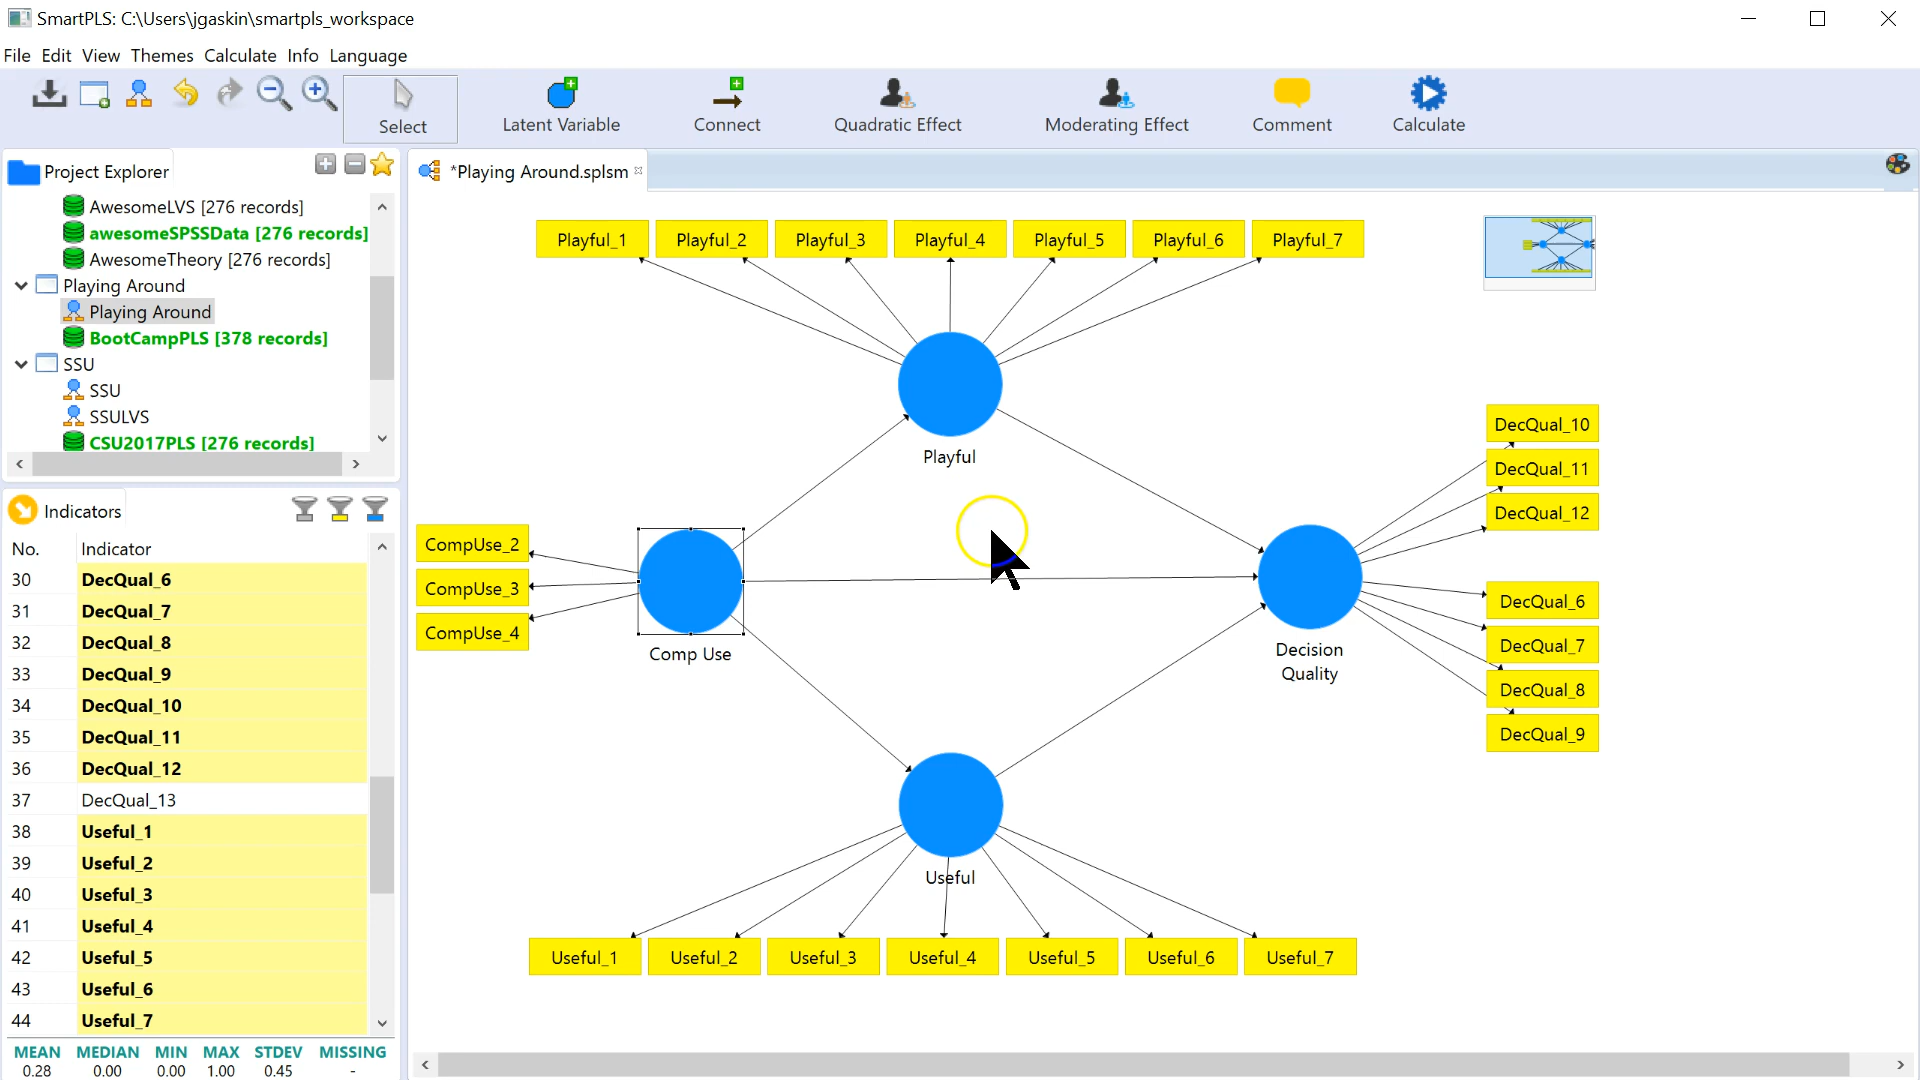 SmartPLS: C:\Users\jgaskin\smartpls_workspace
File Edit View Themes Calculate Info Language
Select
Latent Variable
Connect
Quadratic Effect
Moderating Effect
Comment
Calculate
Project Explorer
AwesomeLVS [276 records]
awesomeSPSSData [276 records]
AwesomeTheory [276 records]
Playing Around
Playing Around
BootCampPLS [378 records]
SSU
SSU
SSULVS
CSU2017PLS [276 records]
Indicators
No. Indicator
30 DecQual_6
31 DecQual_7
32 DecQual_8
33 DecQual_9
34 DecQual_10
35 DecQual_11
36 DecQual_12
37 DecQual_13
38 Useful_1
39 Useful_2
40 Useful_3
41 Useful_4
42 Useful_5
43 Useful_6
44 Useful_7
MEAN MEDIAN MIN MAX STDEV MISSING
0.28 0.00 0.00 1.00 0.45 -
*Playing Around.splsm
Playful_1 Playful_2 Playful_3 Playful_4 Playful_5 Playful_6 Playful_7
Playful
CompUse_2
CompUse_3
CompUse_4
Comp Use
DecQual_10
DecQual_11
DecQual_12
DecQual_6
DecQual_7
DecQual_8
DecQual_9
Decision
Quality
Useful
Useful_1 Useful_2 Useful_3 Useful_4 Useful_5 Useful_6 Useful_7